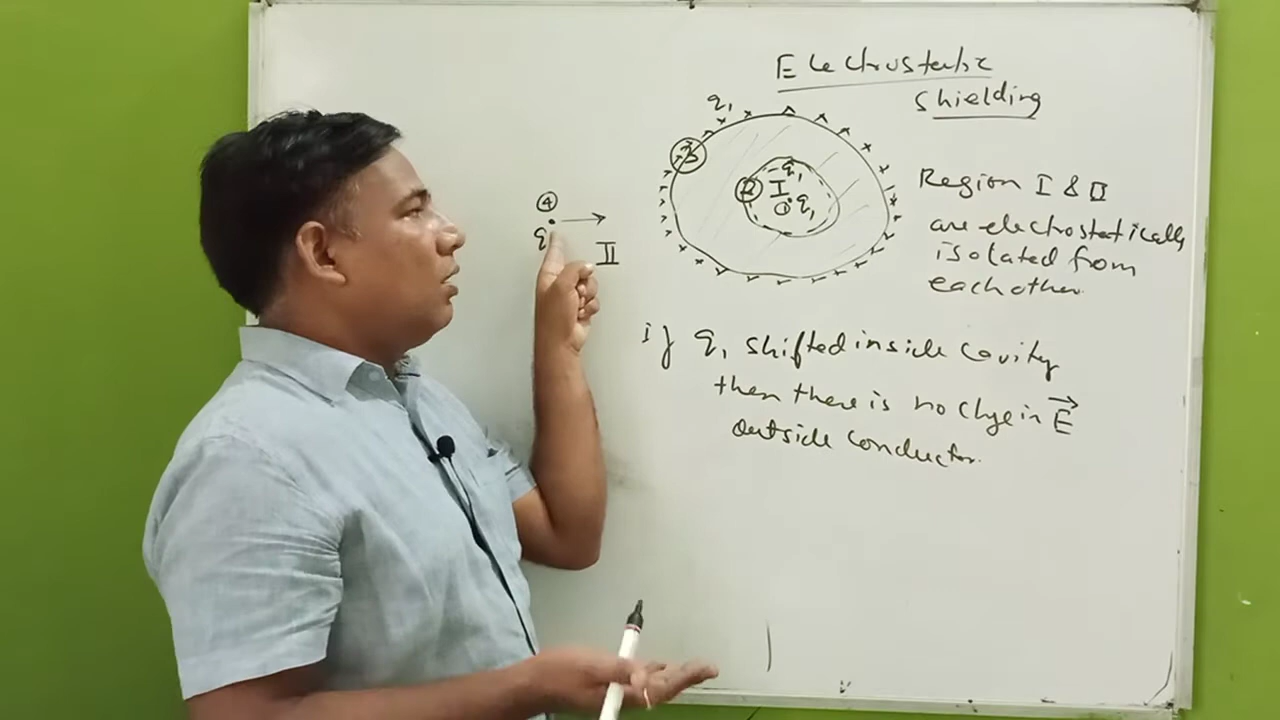 Electrostatic
Shielding
q₁
3
2
q₁
I
1 q₁
4
q
II
Region I & II
are electrostatically
isolated from
each other.
if q₁ shifted inside cavity
then there is no chge in E⃗
outside conductor.